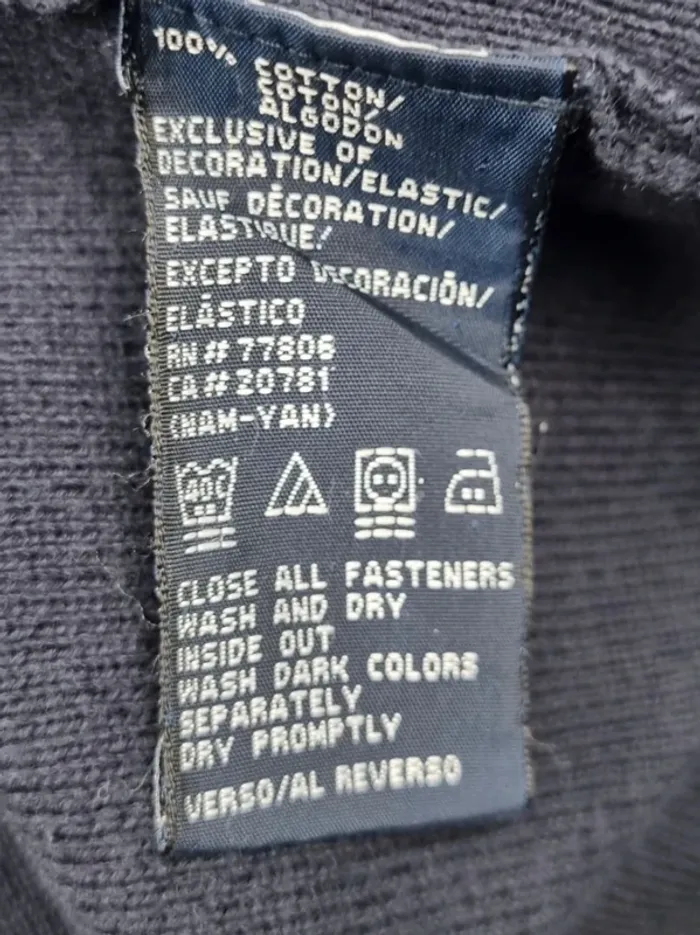 100% COTTON/
COTON/
ALGODON
EXCLUSIVE OF
DECORATION/ELASTIC/
SAUF DÉCORATION/
ELASTIQUE/
EXCEPTO DECORACIÓN/
ELÁSTICO
RN#77806
CA#20781
(NAM-YAN)
CLOSE ALL FASTENERS
WASH AND DRY
INSIDE OUT
WASH DARK COLORS
SEPARATELY
DRY PROMPTLY
VERSO/AL REVERSO